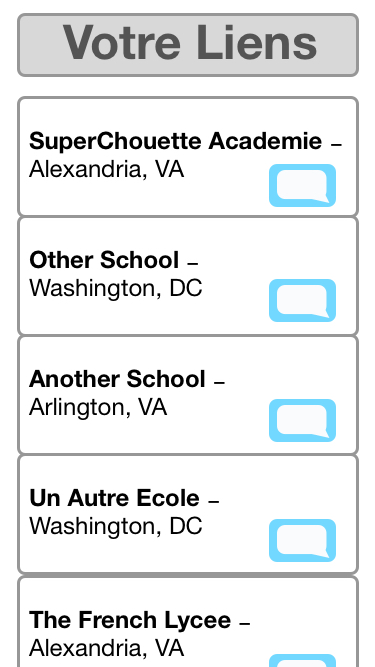 Votre Liens
SuperChouette Academie –
Alexandria, VA
Other School –
Washington, DC
Another School –
Arlington, VA
Un Autre Ecole –
Washington, DC
The French Lycee –
Alexandria, VA